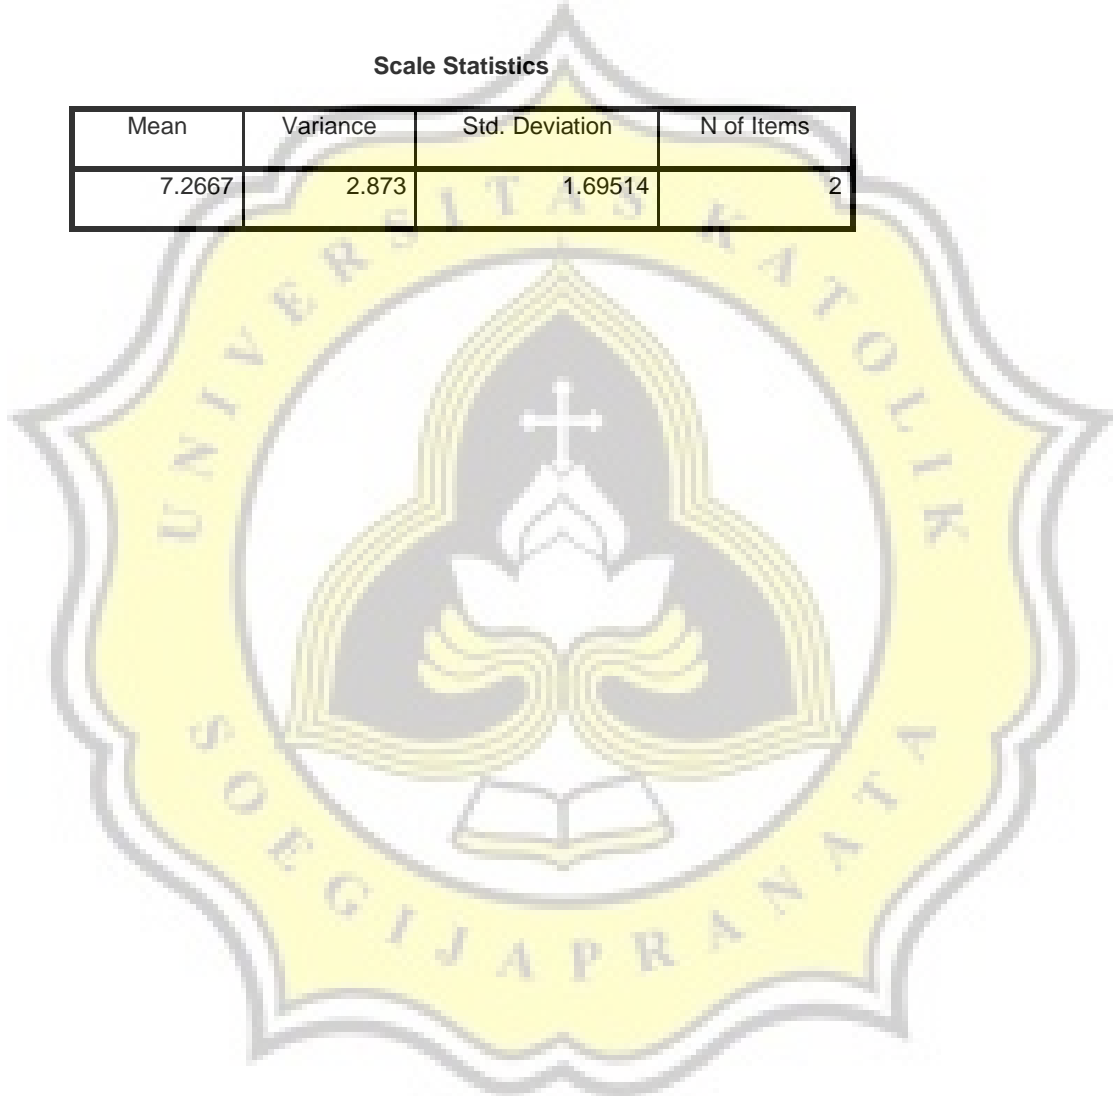 Scale Statistics
Mean Variance Std. Deviation N of Items
7.2667 2.873 1.69514 2
UNIVERSITAS KATOLIK
SOEGIJAPRANATA